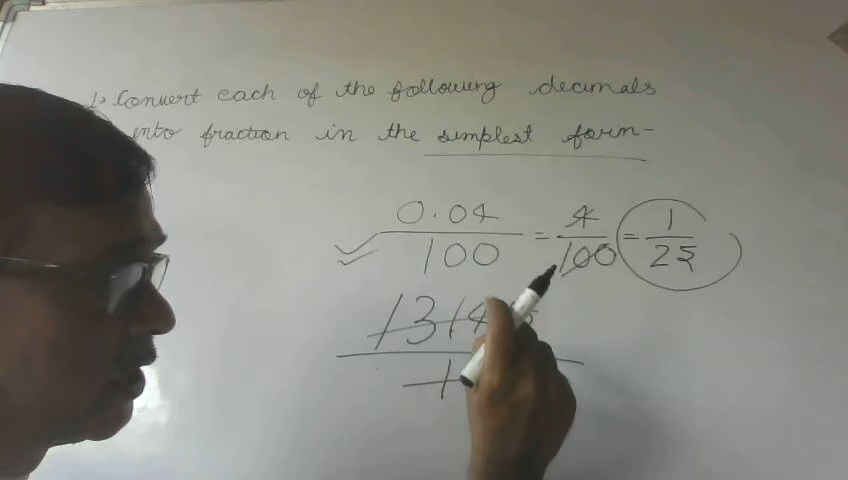 1. Convert each of the following decimals
into fraction in the simplest form-
0.04/100 = 4/100 = 1/25